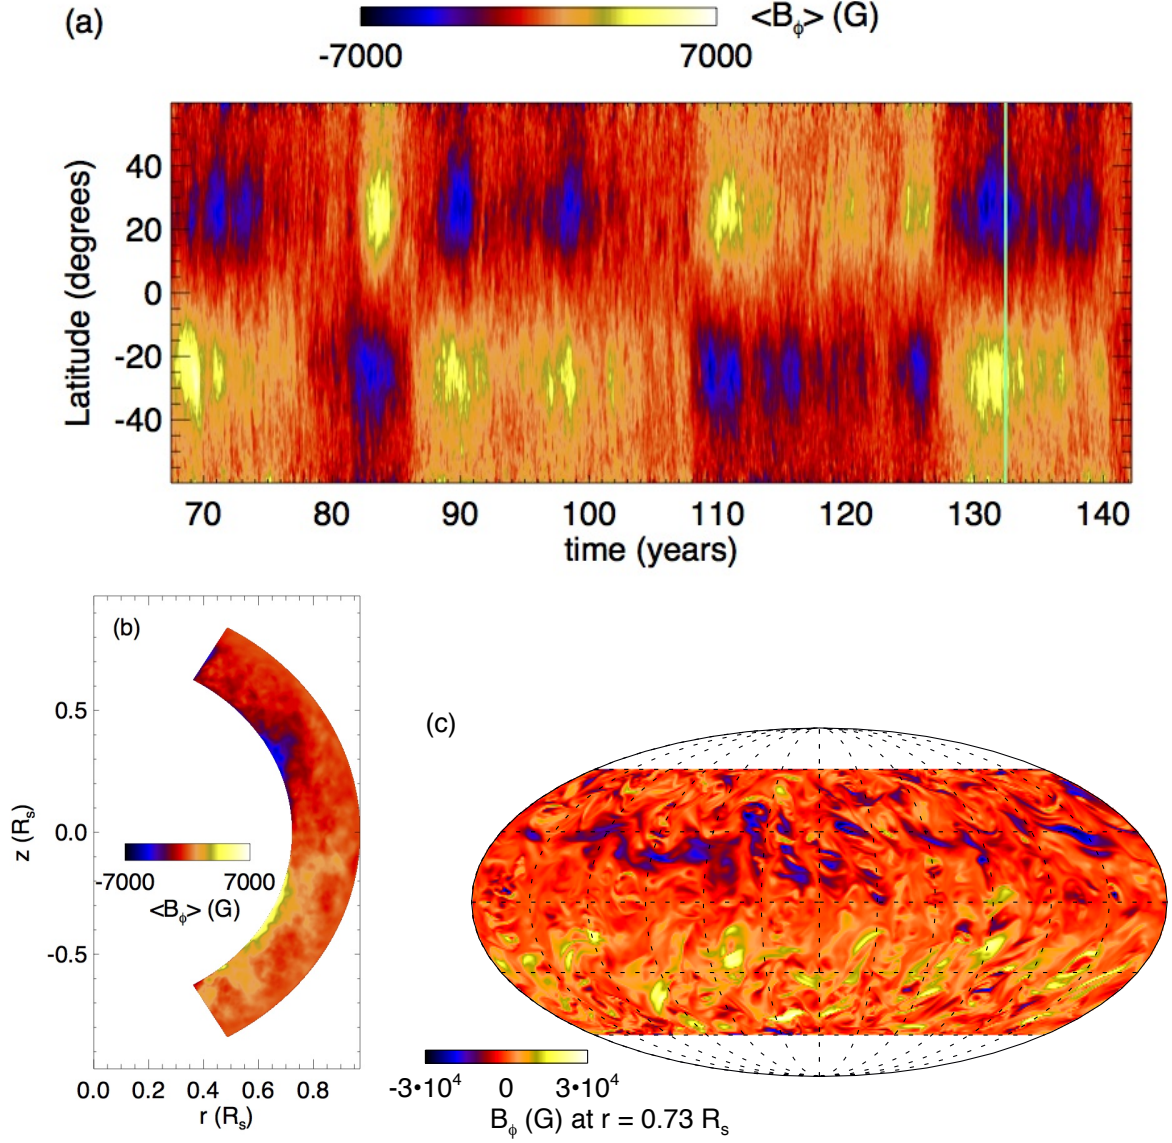 (a)
<Bϕ> (G)
-7000 7000
Latitude (degrees)
40
20
0
-20
-40
70 80 90 100 110 120 130 140
time (years)
(b)
0.5
0.0
-0.5
z (Rs)
-7000 7000
<Bϕ> (G)
0.0 0.2 0.4 0.6 0.8
r (Rs)
(c)
-3•10⁴ 0 3•10⁴
Bϕ (G) at r = 0.73 Rs